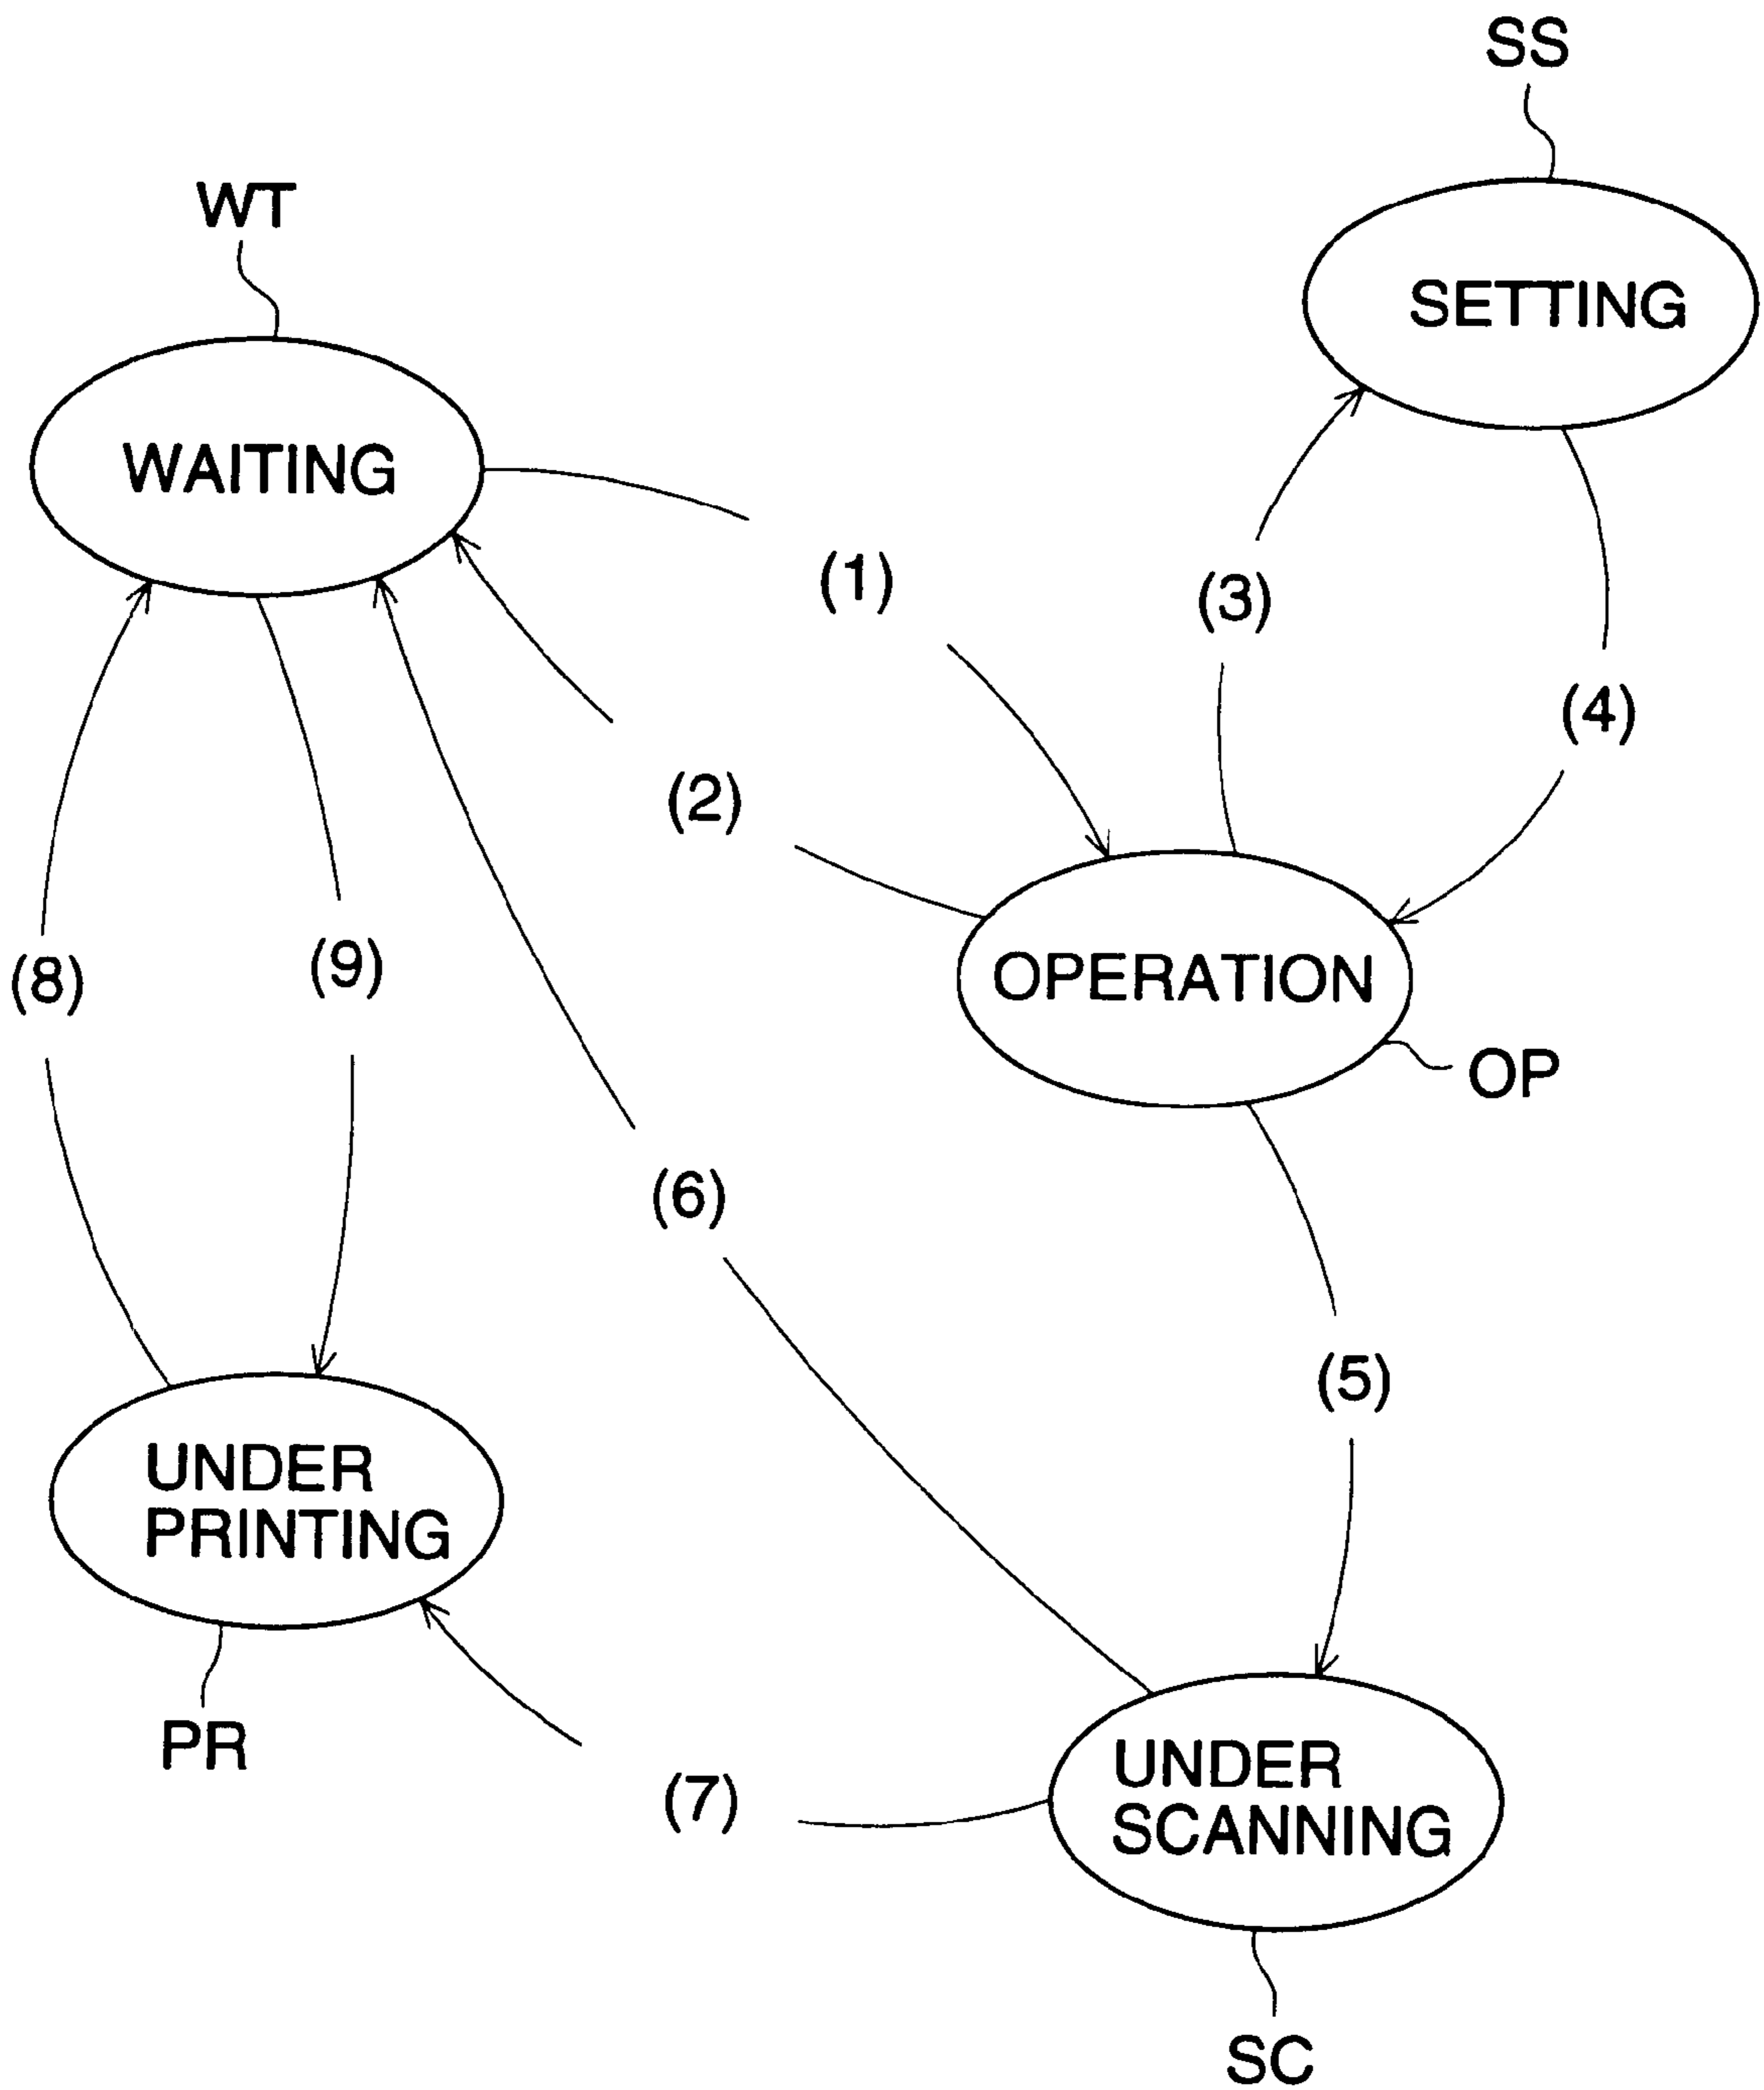 SS
WT
SETTING
WAITING
(1)
(3)
(4)
(2)
(8)
(9)
OPERATION
OP
(6)
(5)
UNDER
PRINTING
PR
(7)
UNDER
SCANNING
SC